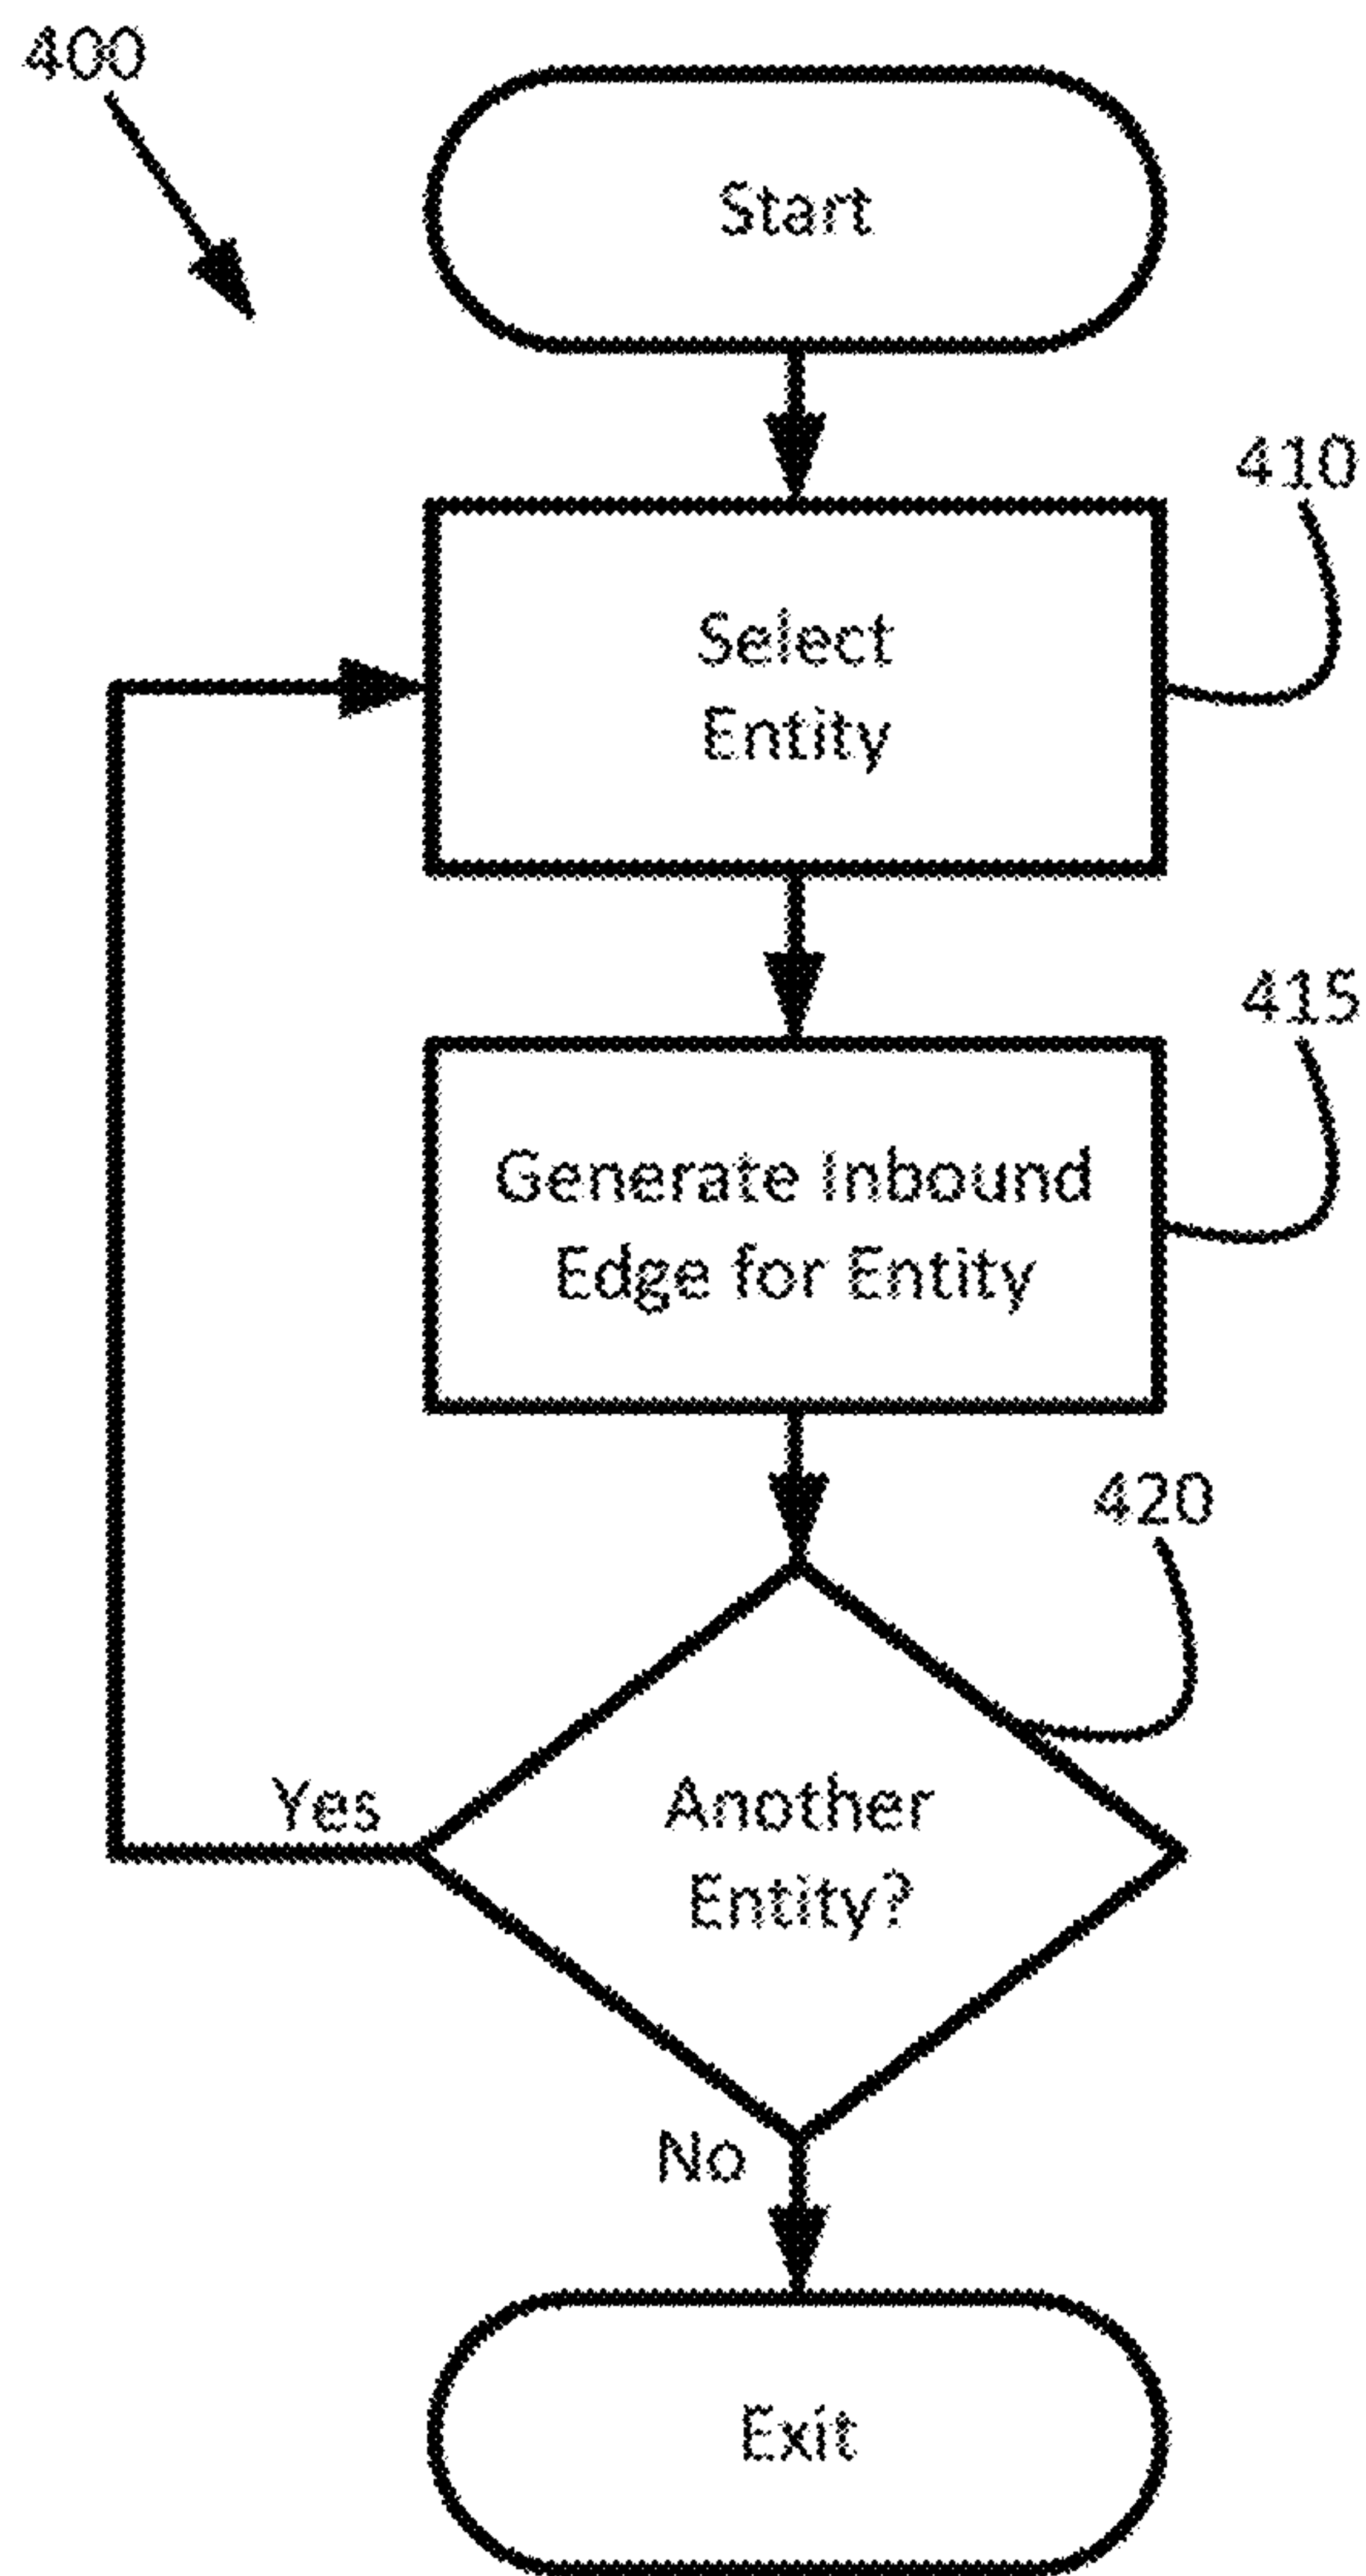 400
Start
410
Select
Entity
415
Generate Inbound
Edge for Entity
420
Yes
Another
Entity?
No
Exit